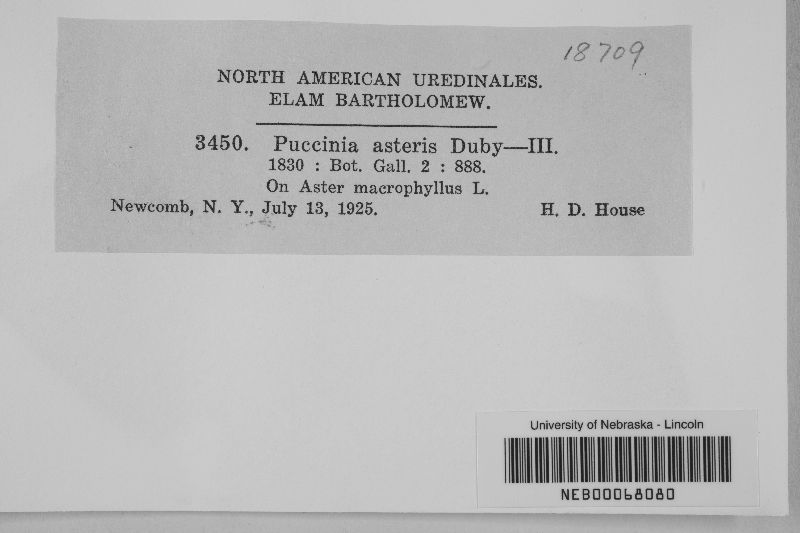 18709
NORTH AMERICAN UREDINALES.
ELAM BARTHOLOMEW.
3450. Puccinia asteris Duby—III.
1830 : Bot. Gall. 2 : 888.
On Aster macrophyllus L.
Newcomb, N. Y., July 13, 1925. H. D. House
University of Nebraska - Lincoln
NEB00068080